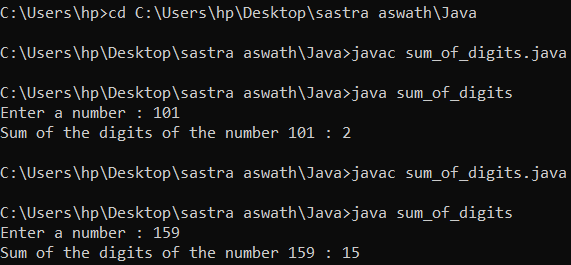 C:\Users\hp>cd C:\Users\hp\Desktop\sastra aswath\Java
C:\Users\hp\Desktop\sastra aswath\Java>javac sum_of_digits.java
C:\Users\hp\Desktop\sastra aswath\Java>java sum_of_digits
Enter a number : 101
Sum of the digits of the number 101 : 2
C:\Users\hp\Desktop\sastra aswath\Java>javac sum_of_digits.java
C:\Users\hp\Desktop\sastra aswath\Java>java sum_of_digits
Enter a number : 159
Sum of the digits of the number 159 : 15